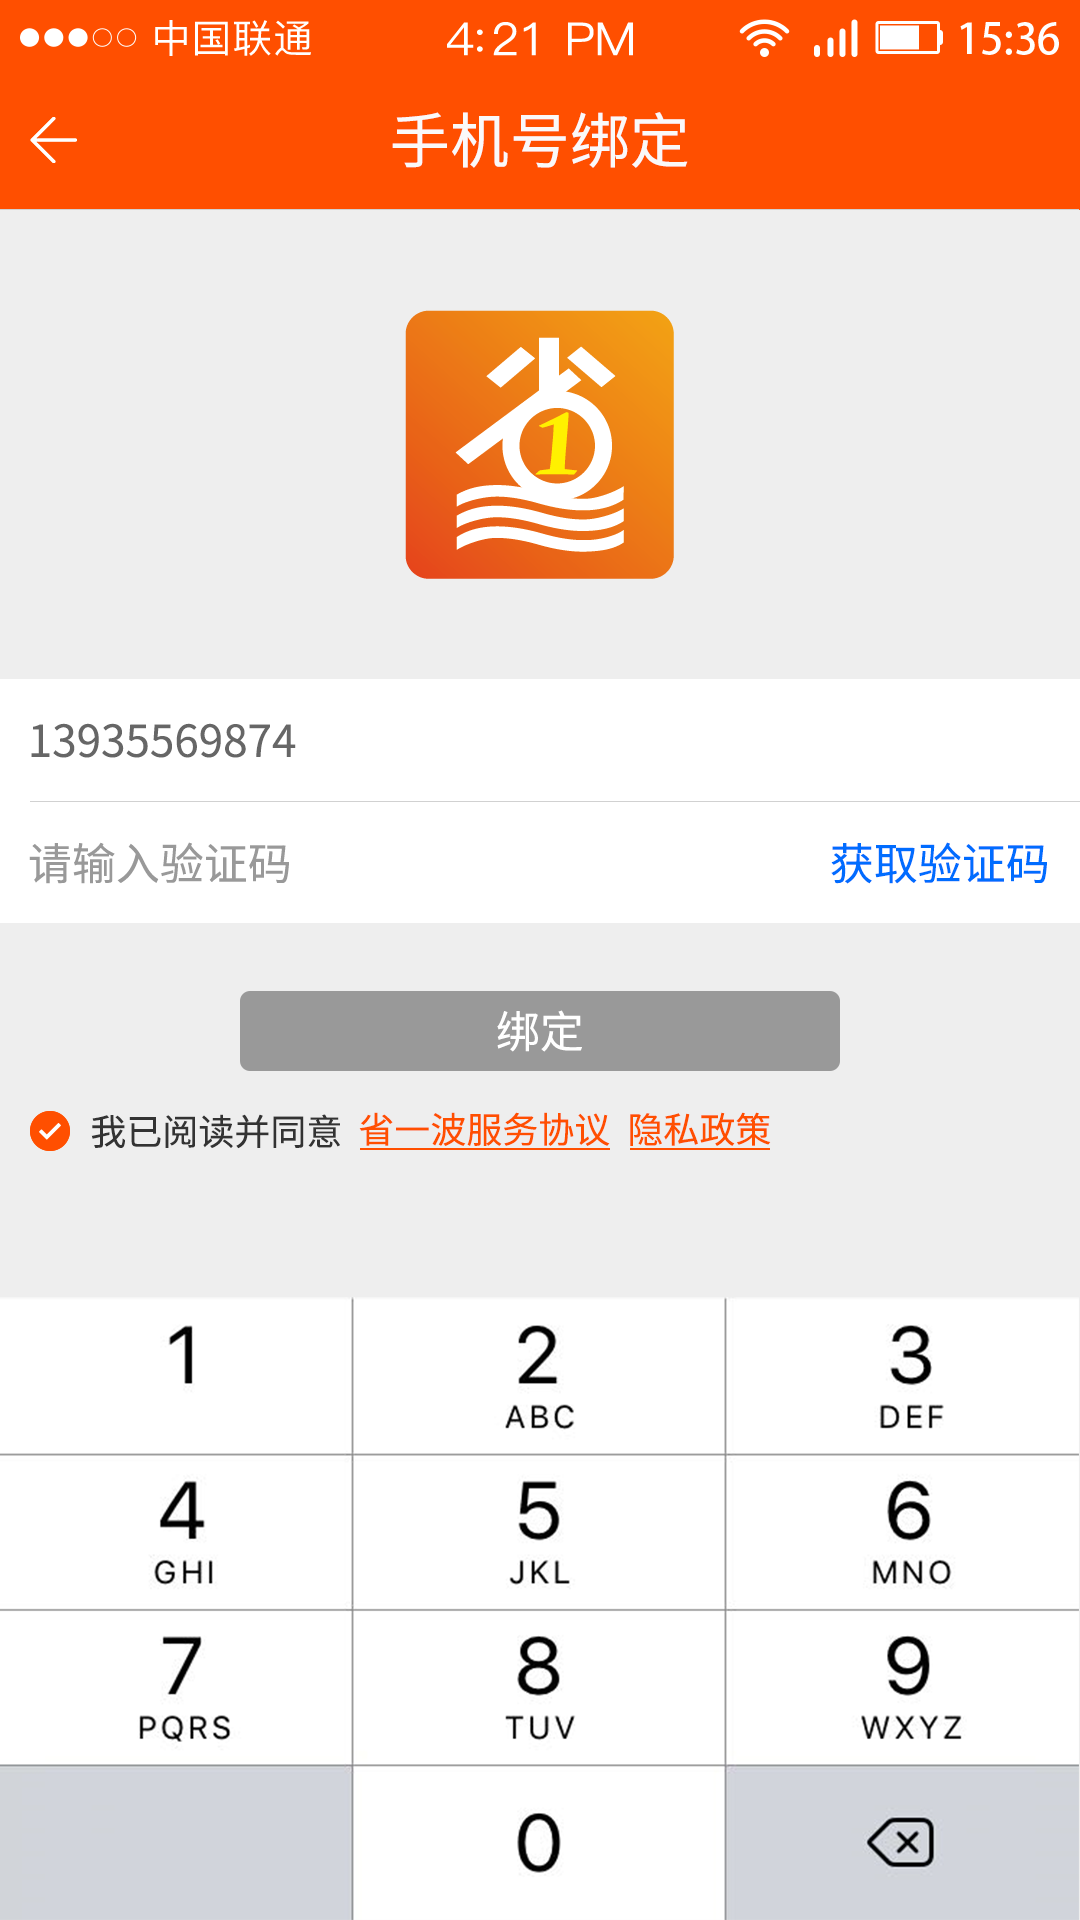 中国联通 4:21 PM 15:36
手机号绑定
省1
13935569874
请输入验证码 获取验证码
绑定
我已阅读并同意 省一波服务协议 隐私政策
1 2 3
ABC DEF
4 5 6
GHI JKL MNO
7 8 9
PQRS TUV WXYZ
0